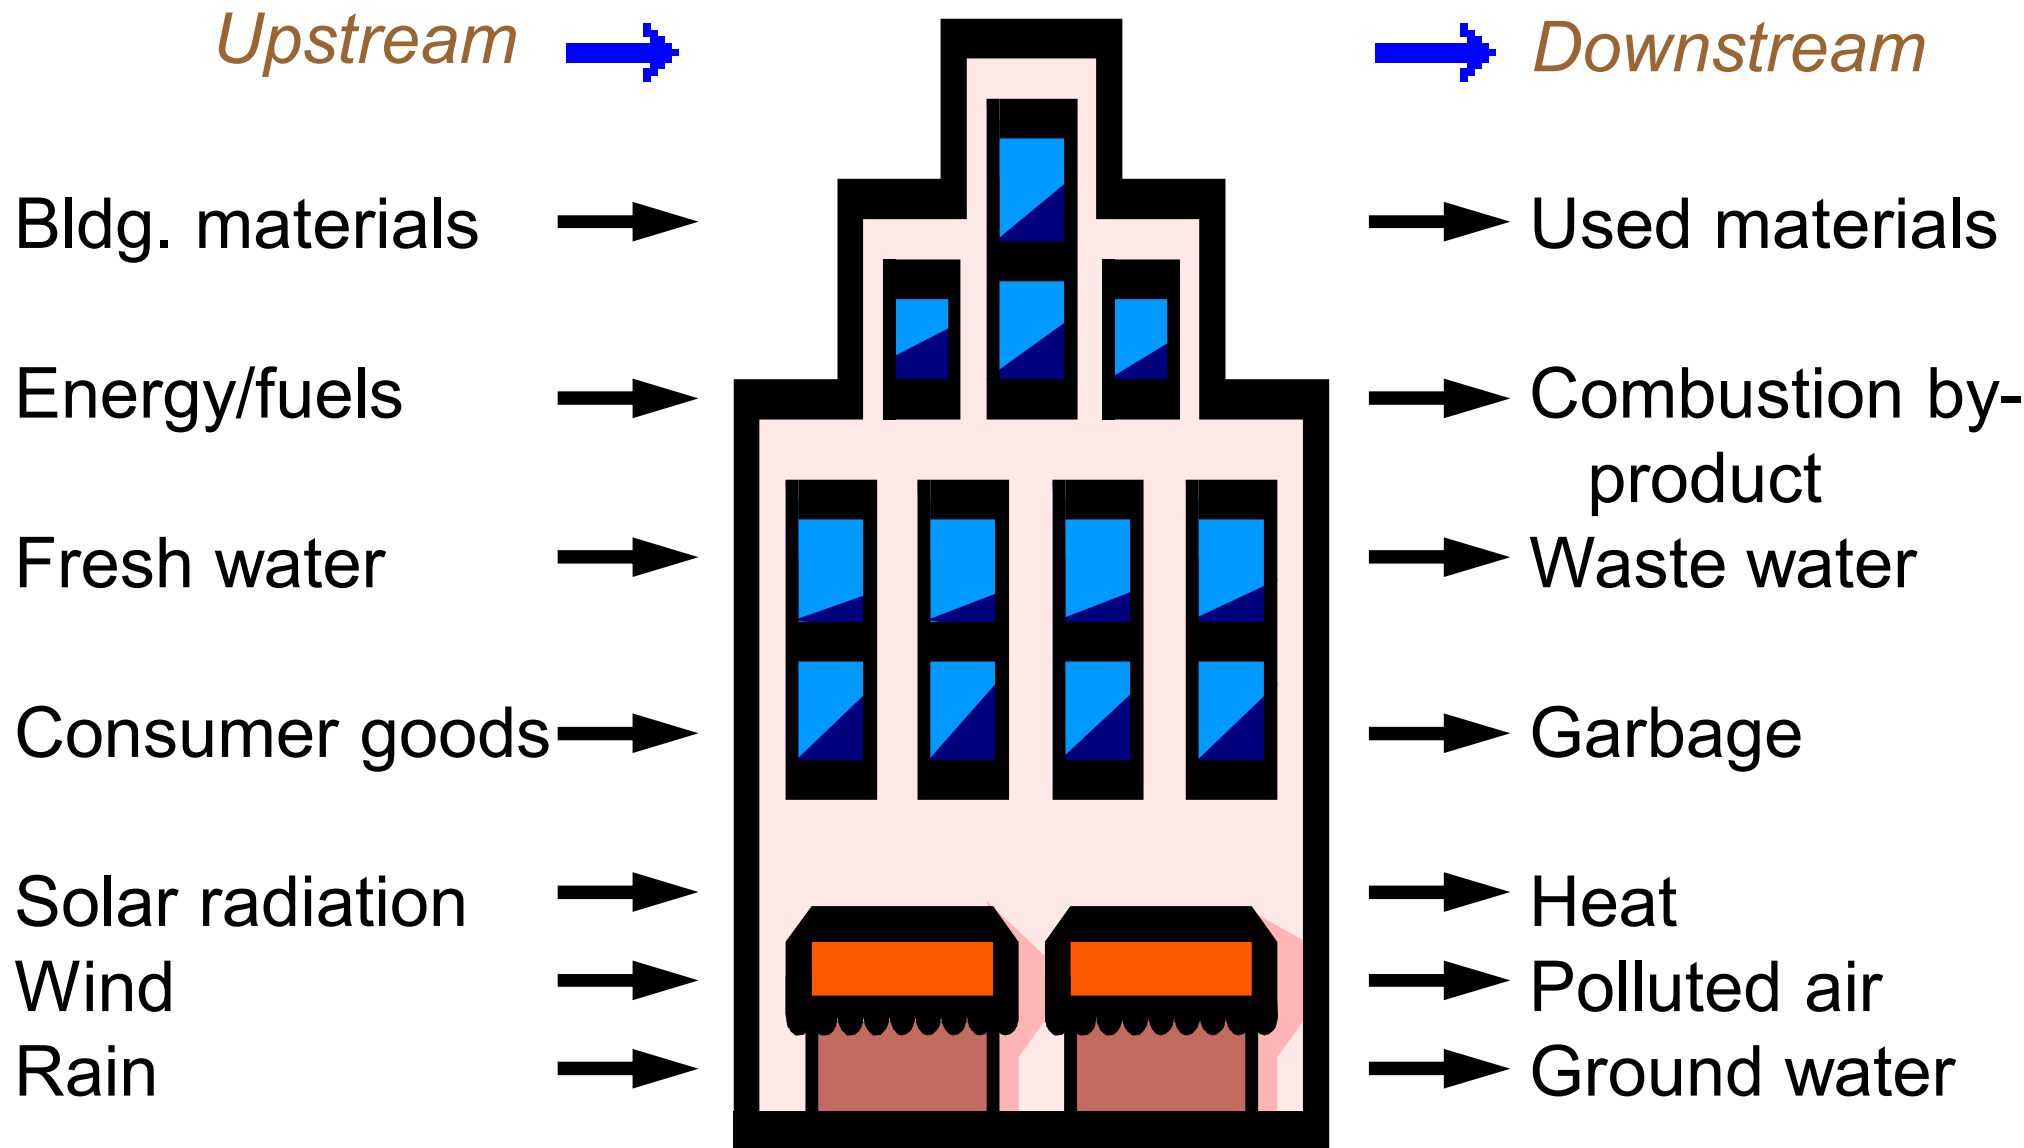 Upstream Downstream
Bldg. materials Used materials
Energy/fuels Combustion by-
product
Fresh water Waste water
Consumer goods Garbage
Solar radiation Heat
Wind Polluted air
Rain Ground water